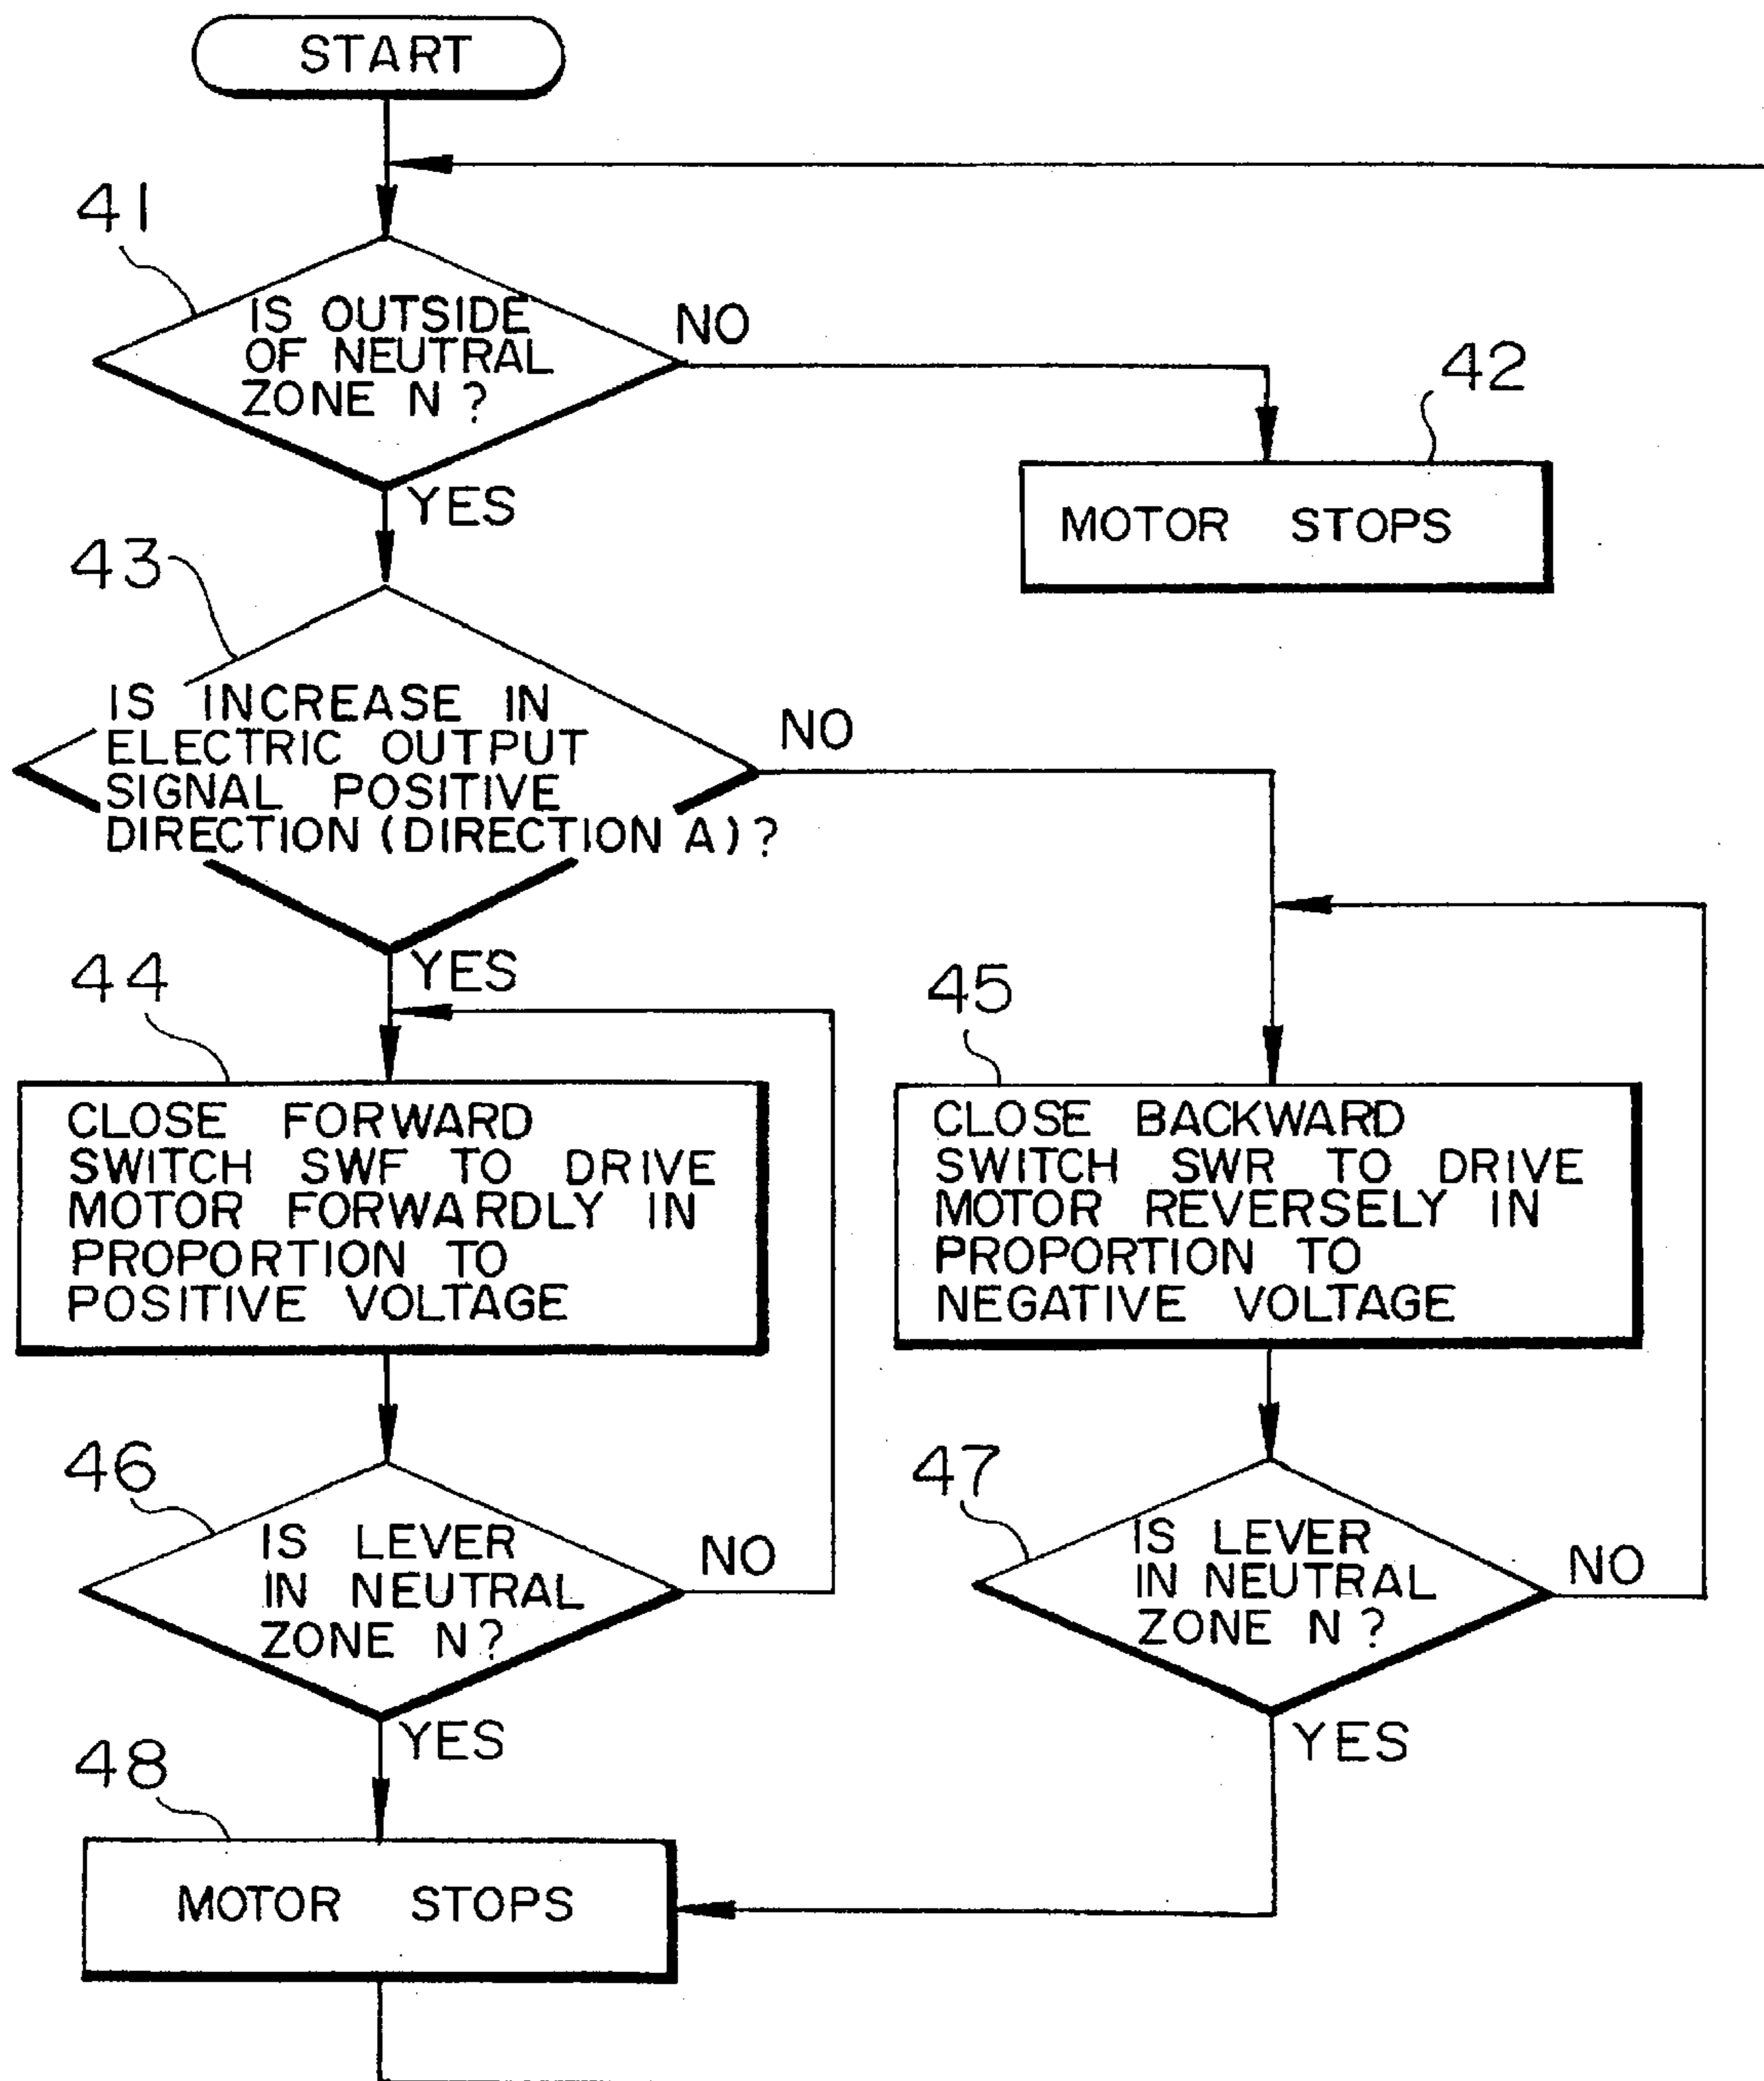 START
41
IS OUTSIDE
OF NEUTRAL
ZONE N ?
NO
42
MOTOR STOPS
YES
43
IS INCREASE IN
ELECTRIC OUTPUT
SIGNAL POSITIVE
DIRECTION (DIRECTION A) ?
NO
YES
44
CLOSE FORWARD
SWITCH SWF TO DRIVE
MOTOR FORWARDLY IN
PROPORTION TO
POSITIVE VOLTAGE
45
CLOSE BACKWARD
SWITCH SWR TO DRIVE
MOTOR REVERSELY IN
PROPORTION TO
NEGATIVE VOLTAGE
46
IS LEVER
IN NEUTRAL
ZONE N?
NO
YES
47
IS LEVER
IN NEUTRAL
ZONE N ?
NO
YES
48
MOTOR STOPS